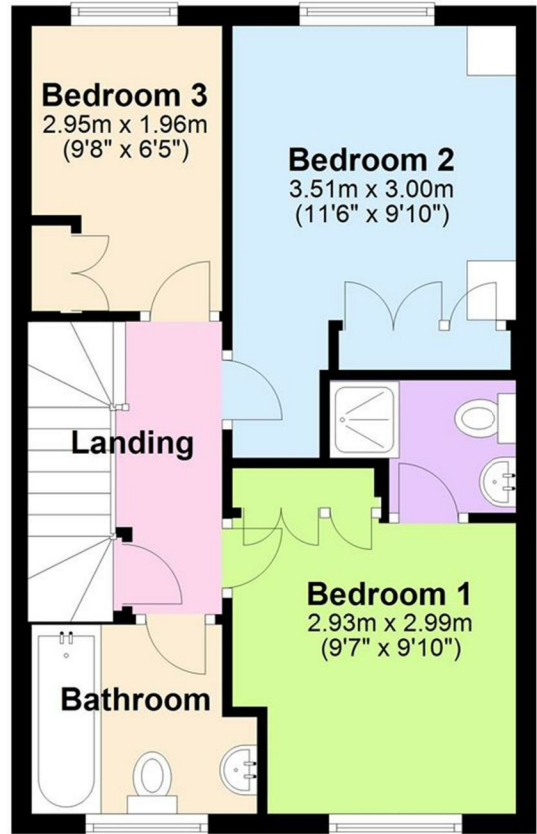 Bedroom 3
2.95m x 1.96m
(9'8" x 6'5")
Bedroom 2
3.51m x 3.00m
(11'6" x 9'10")
Landing
Bedroom 1
2.93m x 2.99m
(9'7" x 9'10")
Bathroom